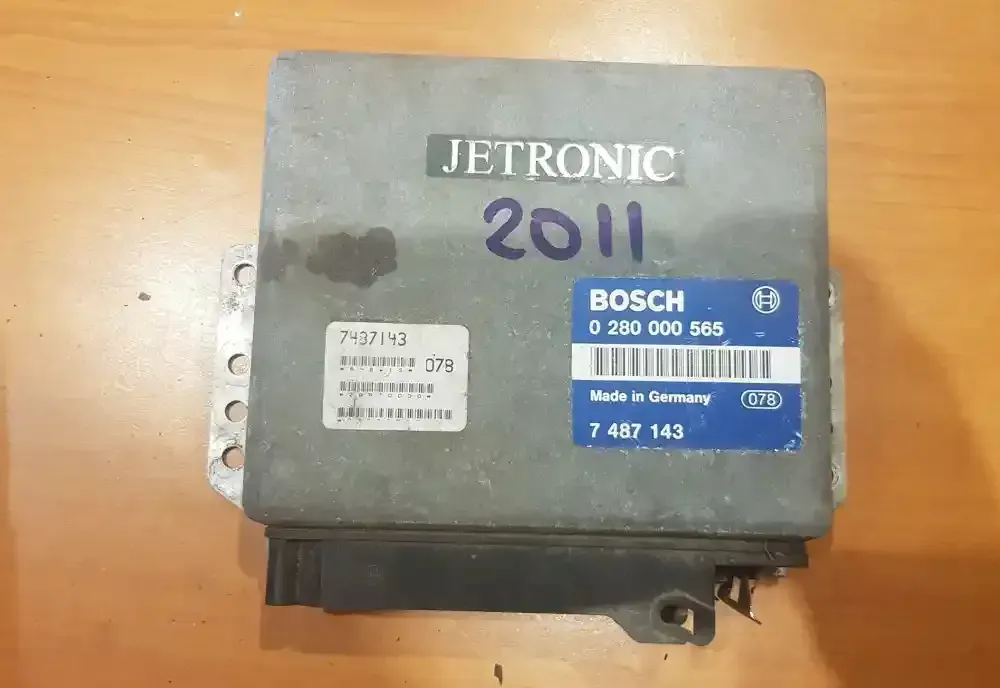 JETRONIC
2011
7487143
078
BOSCH
0 280 000 565
Made in Germany 078
7 487 143